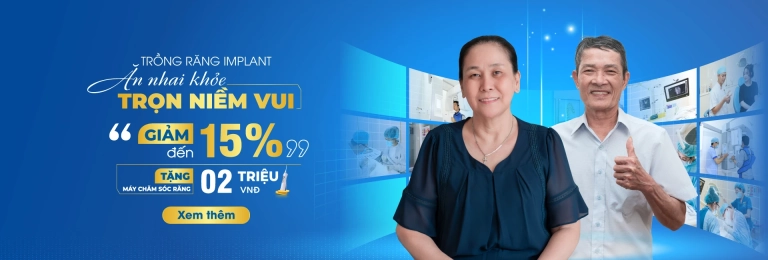 TRỒNG RĂNG IMPLANT
Ăn nhai khỏe
TRỌN NIỀM VUI
“ GIẢM đến 15% ”
TẶNG MÁY CHĂM SÓC RĂNG 02 TRIỆU VNĐ
Xem thêm